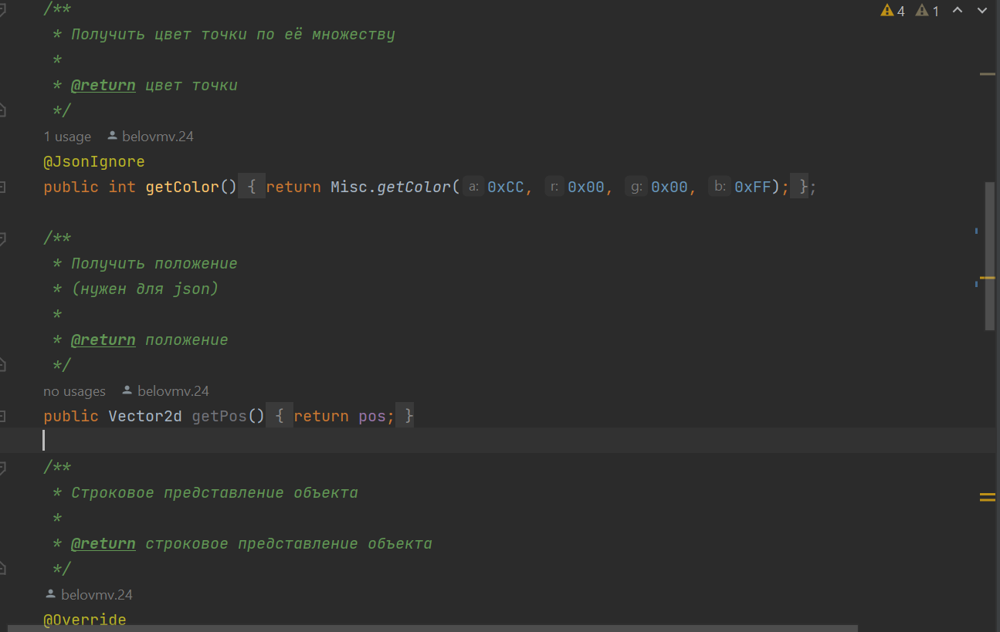 /**
4 1
* Получить цвет точки по её множеству
*
* @return цвет точки
*/
1 usage belovmv.24
@JsonIgnore
public int getColor() { return Misc.getColor( a: 0xCC, r: 0x00, g: 0x00, b: 0xFF); };
/**
* Получить положение
* (нужен для json)
*
* @return положение
*/
no usages belovmv.24
public Vector2d getPos() { return pos; }
/**
* Строковое представление объекта
*
* @return строковое представление объекта
*/
belovmv.24
@Override